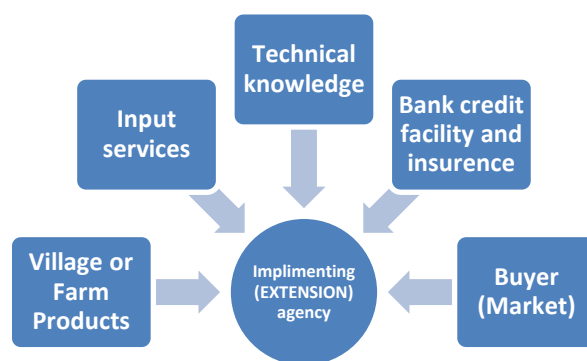 Technical
knowledge
Input
services
Bank credit
facility and
insurence
Village or
Farm
Products
Implimenting
(EXTENSION)
agency
Buyer
(Market)